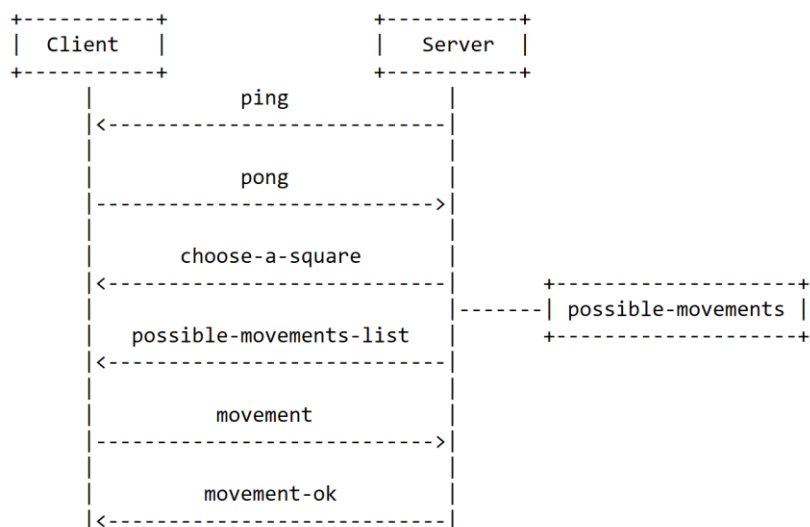 Client Server
ping
pong
choose-a-square
possible-movements
possible-movements-list
movement
movement-ok